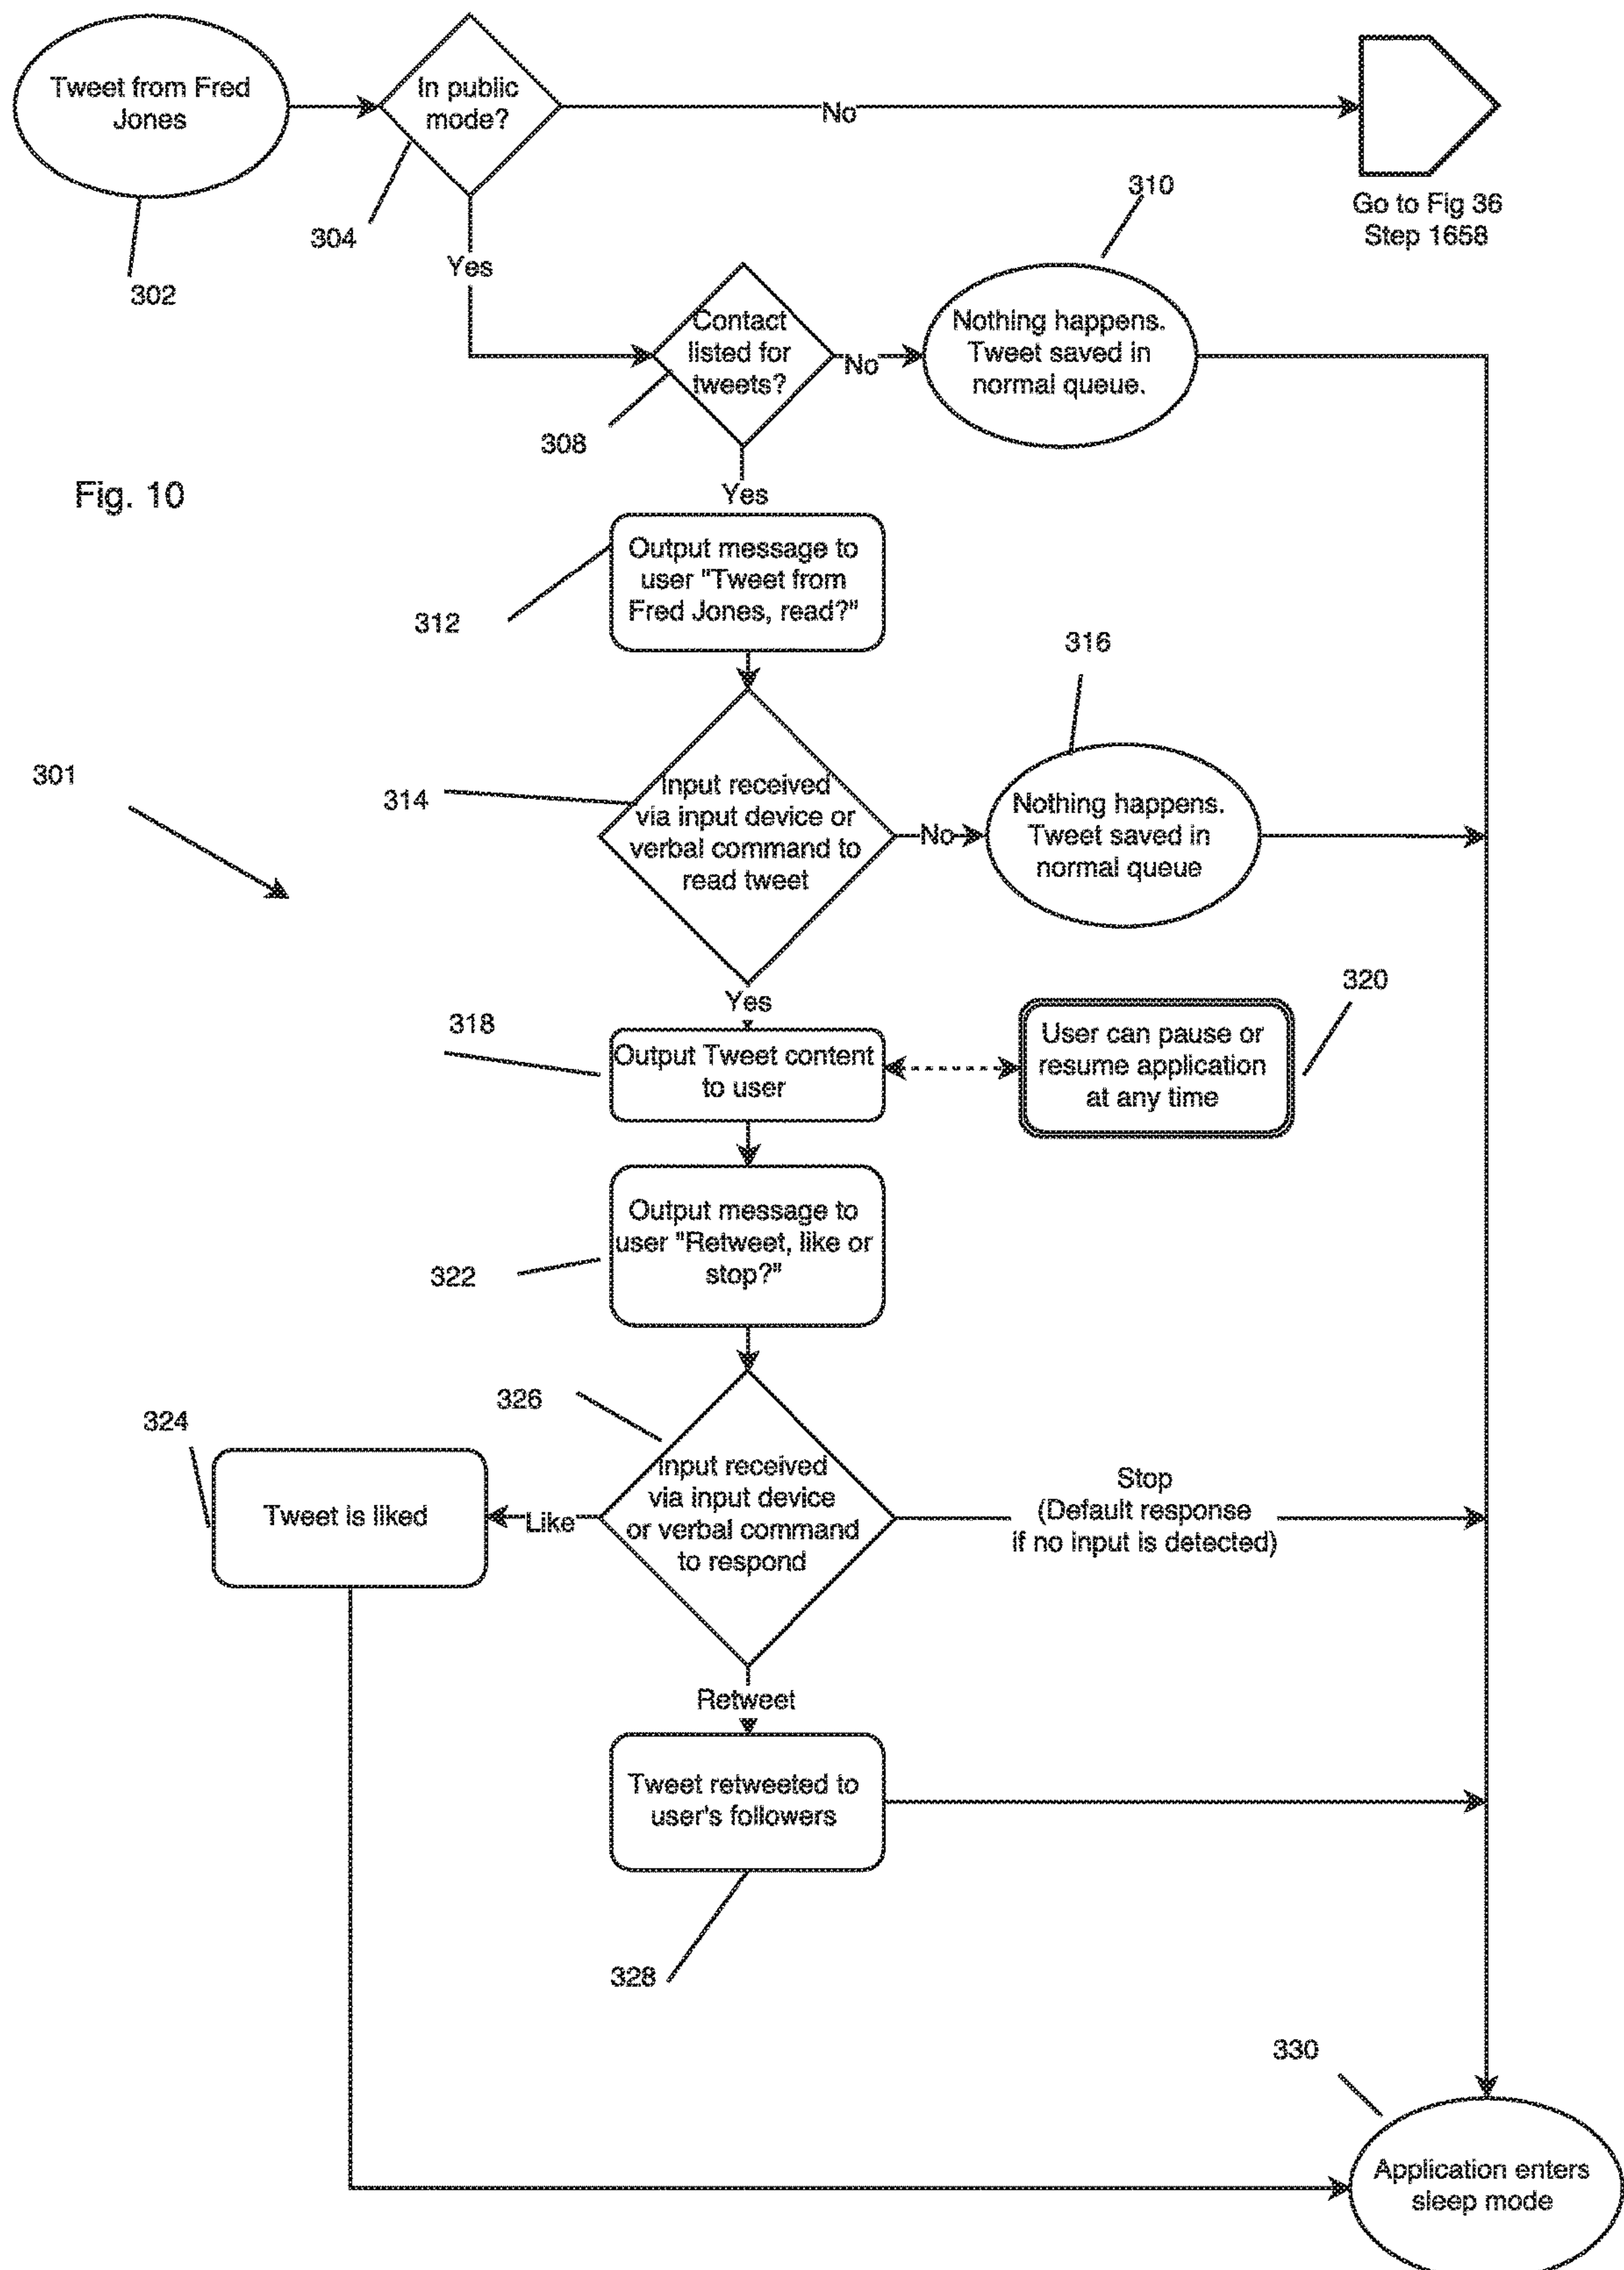 Tweet from Fred
Jones
In public
mode?
No
Go to Fig 36
Step 1658
302
304
Yes
310
Contact
listed for
tweets?
No
Nothing happens.
Tweet saved in
normal queue.
308
Fig. 10
Yes
Output message to
user "Tweet from
Fred Jones, read?"
312
316
301
314
Input received
via input device or
verbal command to
read tweet
No
Nothing happens.
Tweet saved in
normal queue
Yes
320
318
Output Tweet content
to user
User can pause or
resume application
at any time
Output message to
user "Retweet, like or
stop?"
322
326
324
Tweet is liked
Like
Input received
via input device
or verbal command
to respond
Stop
(Default response
if no input is detected)
Retweet
Tweet retweeted to
user's followers
328
330
Application enters
sleep mode